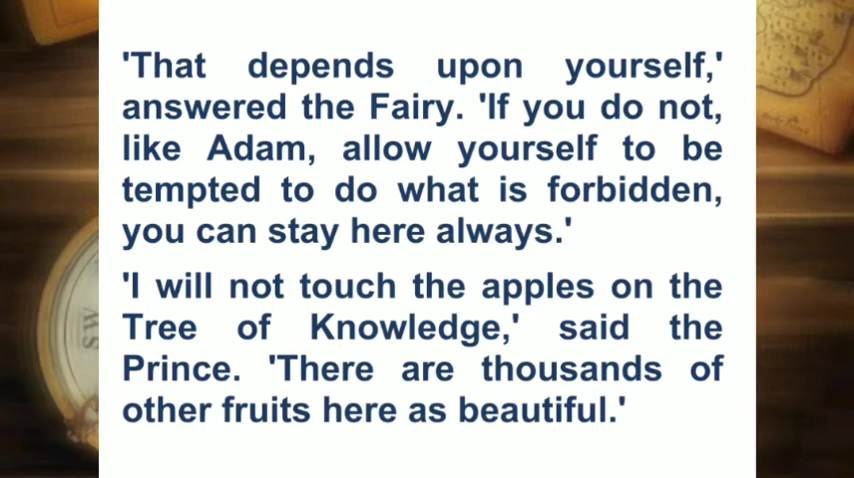 'That depends upon yourself,'
answered the Fairy. 'If you do not,
like Adam, allow yourself to be
tempted to do what is forbidden,
you can stay here always.'
'I will not touch the apples on the
Tree of Knowledge,' said the
Prince. 'There are thousands of
other fruits here as beautiful.'
SW